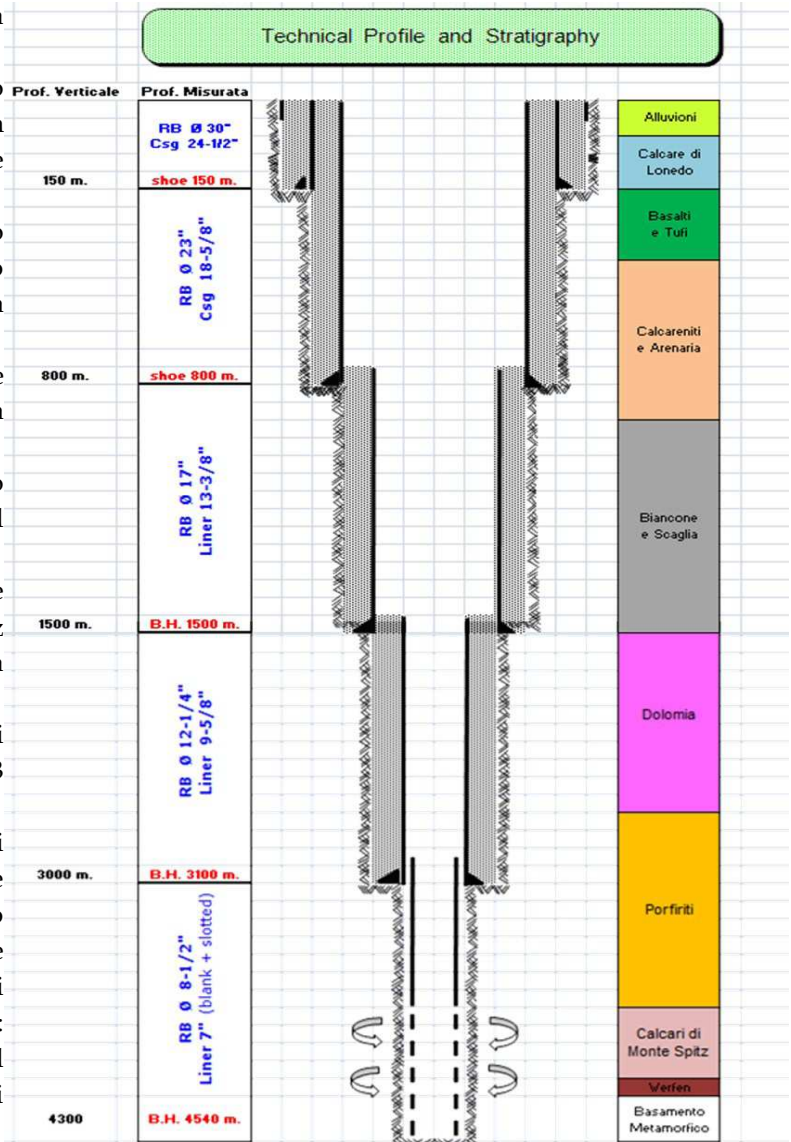 Technical Profile and Stratigraphy
Prof. Verticale
Prof. Misurata
RB Ø 30"
Csg 24-1/2"
150 m.
shoe 150 m.
RB Ø 23"
Csg 18-5/8"
800 m.
shoe 800 m.
RB Ø 17"
Liner 13-3/8"
1500 m.
B.H. 1500 m.
RB Ø 12-1/4"
Liner 9-5/8"
3000 m.
B.H. 3100 m.
RB Ø 8-1/2"
Liner 7" (blank + slotted)
4300
B.H. 4540 m.
Alluvioni
Calcare di
Lonedo
Basalti
e Tufi
Calcareniti
e Arenaria
Biancone
e Scaglia
Dolomia
Porfiriti
Calcari di
Monte Spitz
Werfen
Basamento
Metamorfico